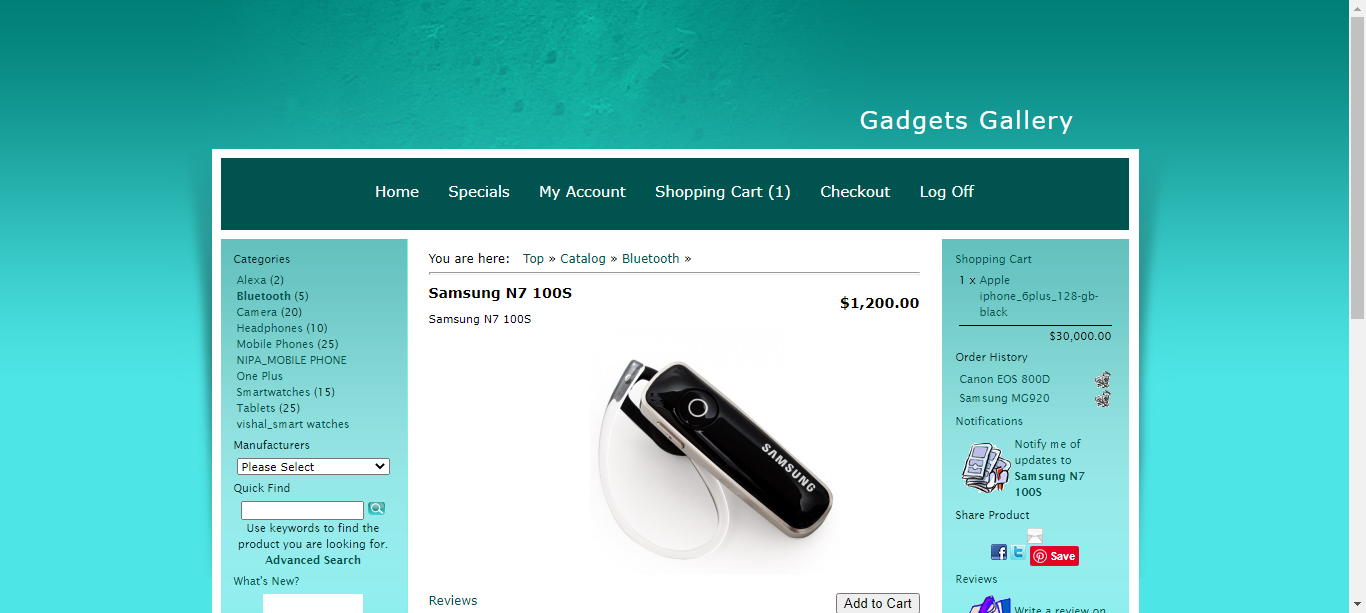 Gadgets Gallery
Home Specials My Account Shopping Cart (1) Checkout Log Off
Categories
Alexa (2)
Bluetooth (5)
Camera (20)
Headphones (10)
Mobile Phones (25)
NIPA_MOBILE PHONE
One Plus
Smartwatches (15)
Tablets (25)
vishal_smart watches
Manufacturers
Please Select
Quick Find
Use keywords to find the
product you are looking for.
Advanced Search
What's New?
You are here: Top » Catalog » Bluetooth »
Samsung N7 100S
$1,200.00
Samsung N7 100S
SAMSUNG
Reviews
Add to Cart
Shopping Cart
1 x Apple
iphone_6plus_128-gb-
black
$30,000.00
Order History
Canon EOS 800D
Samsung MG920
Notifications
Notify me of
updates to
Samsung N7
100S
Share Product
Save
Reviews
Write a review on